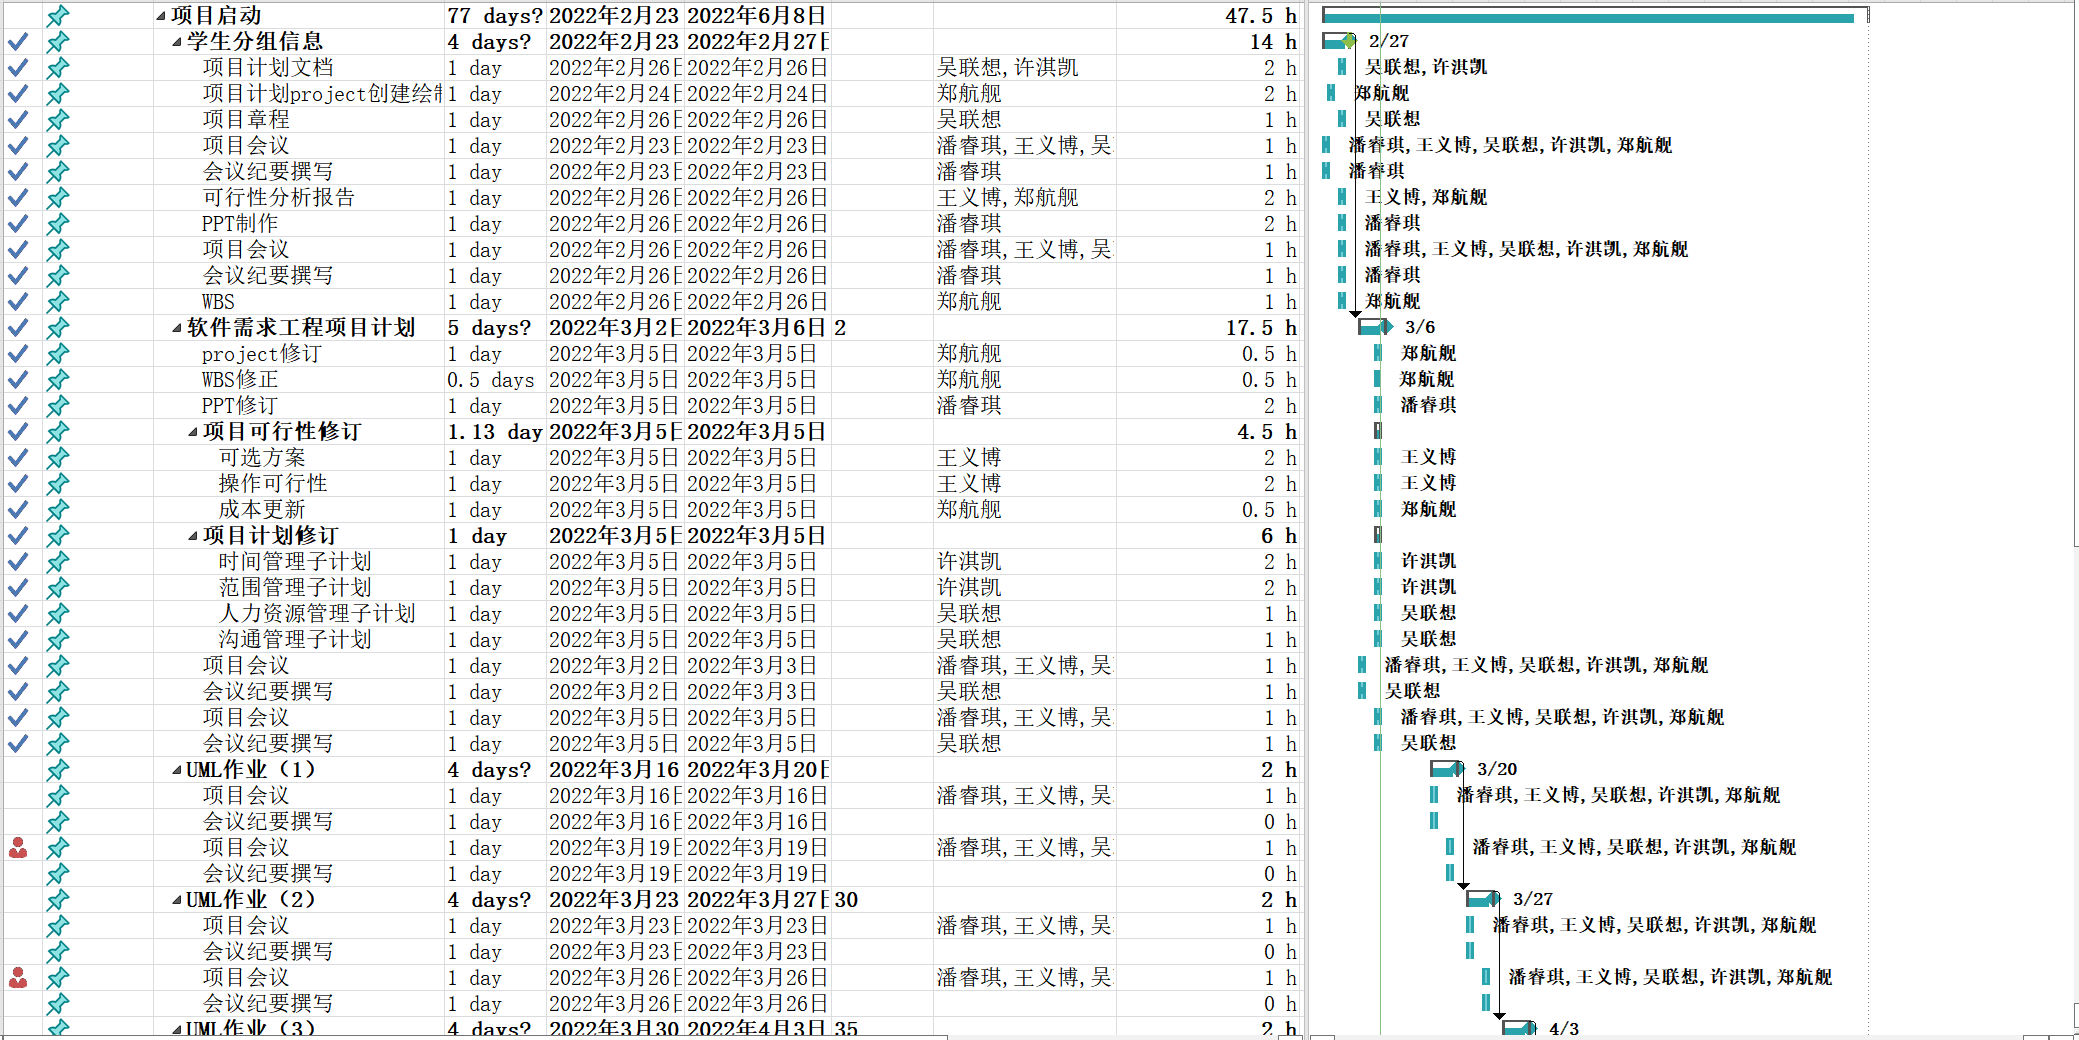 项目启动 77 days? 2022年2月23 2022年6月8日 47.5 h
学生分组信息 4 days? 2022年2月23 2022年2月27日 14 h 2/27
项目计划文档 1 day 2022年2月26日 2022年2月26日 吴联想,许淇凯 2 h 吴联想,许淇凯
项目计划project创建绘制 1 day 2022年2月24日 2022年2月24日 郑航舰 2 h 郑航舰
项目章程 1 day 2022年2月26日 2022年2月26日 吴联想 1 h 吴联想
项目会议 1 day 2022年2月23日 2022年2月23日 潘睿琪,王义博,吴 1 h 潘睿琪,王义博,吴联想,许淇凯,郑航舰
会议纪要撰写 1 day 2022年2月23日 2022年2月23日 潘睿琪 1 h 潘睿琪
可行性分析报告 1 day 2022年2月26日 2022年2月26日 王义博,郑航舰 2 h 王义博,郑航舰
PPT制作 1 day 2022年2月26日 2022年2月26日 潘睿琪 2 h 潘睿琪
项目会议 1 day 2022年2月26日 2022年2月26日 潘睿琪,王义博,吴 1 h 潘睿琪,王义博,吴联想,许淇凯,郑航舰
会议纪要撰写 1 day 2022年2月26日 2022年2月26日 潘睿琪 1 h 潘睿琪
WBS 1 day 2022年2月26日 2022年2月26日 郑航舰 1 h 郑航舰
软件需求工程项目计划 5 days? 2022年3月2日 2022年3月6日 2 17.5 h 3/6
project修订 1 day 2022年3月5日 2022年3月5日 郑航舰 0.5 h 郑航舰
WBS修正 0.5 days 2022年3月5日 2022年3月5日 郑航舰 0.5 h 郑航舰
PPT修订 1 day 2022年3月5日 2022年3月5日 潘睿琪 2 h 潘睿琪
项目可行性修订 1.13 day 2022年3月5日 2022年3月5日 4.5 h
可选方案 1 day 2022年3月5日 2022年3月5日 王义博 2 h 王义博
操作可行性 1 day 2022年3月5日 2022年3月5日 王义博 2 h 王义博
成本更新 1 day 2022年3月5日 2022年3月5日 郑航舰 0.5 h 郑航舰
项目计划修订 1 day 2022年3月5日 2022年3月5日 6 h
时间管理子计划 1 day 2022年3月5日 2022年3月5日 许淇凯 2 h 许淇凯
范围管理子计划 1 day 2022年3月5日 2022年3月5日 许淇凯 2 h 许淇凯
人力资源管理子计划 1 day 2022年3月5日 2022年3月5日 吴联想 1 h 吴联想
沟通管理子计划 1 day 2022年3月5日 2022年3月5日 吴联想 1 h 吴联想
项目会议 1 day 2022年3月2日 2022年3月3日 潘睿琪,王义博,吴 1 h 潘睿琪,王义博,吴联想,许淇凯,郑航舰
会议纪要撰写 1 day 2022年3月2日 2022年3月3日 吴联想 1 h 吴联想
项目会议 1 day 2022年3月5日 2022年3月5日 潘睿琪,王义博,吴 1 h 潘睿琪,王义博,吴联想,许淇凯,郑航舰
会议纪要撰写 1 day 2022年3月5日 2022年3月5日 吴联想 1 h 吴联想
UML作业（1） 4 days? 2022年3月16 2022年3月20日 2 h 3/20
项目会议 1 day 2022年3月16日 2022年3月16日 潘睿琪,王义博,吴 1 h 潘睿琪,王义博,吴联想,许淇凯,郑航舰
会议纪要撰写 1 day 2022年3月16日 2022年3月16日 0 h
项目会议 1 day 2022年3月19日 2022年3月19日 潘睿琪,王义博,吴 1 h 潘睿琪,王义博,吴联想,许淇凯,郑航舰
会议纪要撰写 1 day 2022年3月19日 2022年3月19日 0 h
UML作业（2） 4 days? 2022年3月23 2022年3月27日 30 2 h 3/27
项目会议 1 day 2022年3月23日 2022年3月23日 潘睿琪,王义博,吴 1 h 潘睿琪,王义博,吴联想,许淇凯,郑航舰
会议纪要撰写 1 day 2022年3月23日 2022年3月23日 0 h
项目会议 1 day 2022年3月26日 2022年3月26日 潘睿琪,王义博,吴 1 h 潘睿琪,王义博,吴联想,许淇凯,郑航舰
会议纪要撰写 1 day 2022年3月26日 2022年3月26日 0 h
UML作业（3） 4 days? 2022年3月30 2022年4月3日 35 2 h 4/3